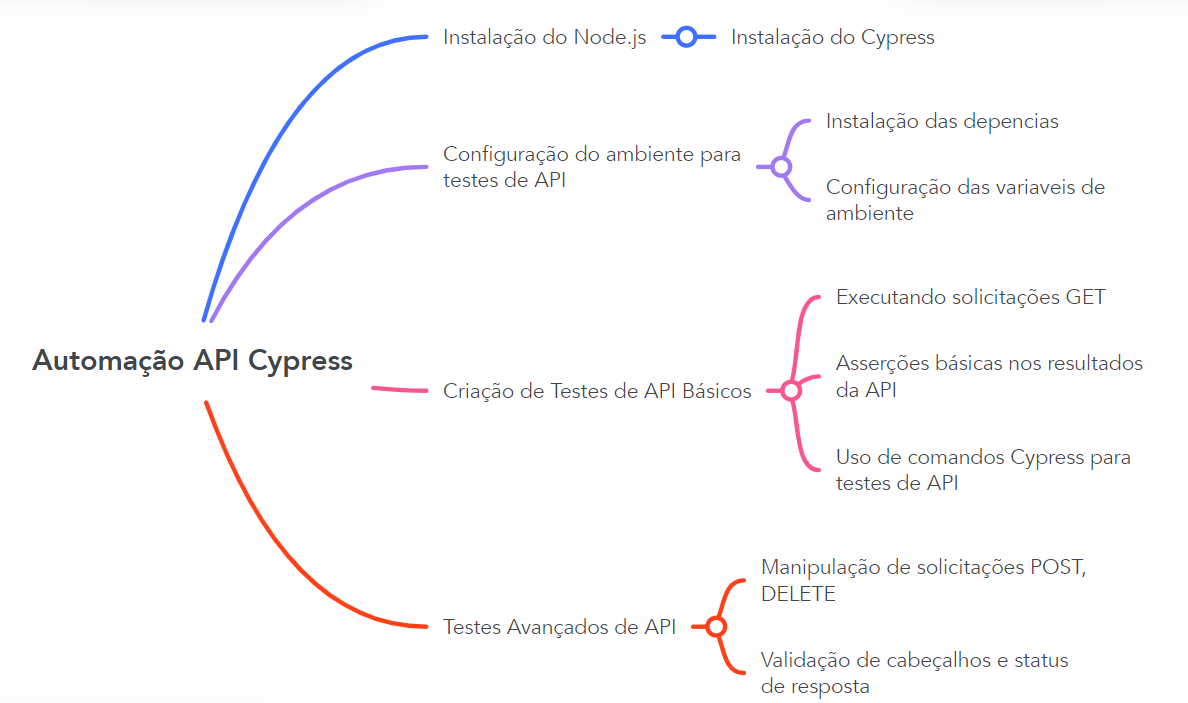 Instalação do Node.js
Instalação do Cypress
Configuração do ambiente para
testes de API
Instalação das depencias
Configuração das variaveis de
ambiente
Automação API Cypress
Criação de Testes de API Básicos
Executando solicitações GET
Asserções básicas nos resultados
da API
Uso de comandos Cypress para
testes de API
Testes Avançados de API
Manipulação de solicitações POST,
DELETE
Validação de cabeçalhos e status
de resposta